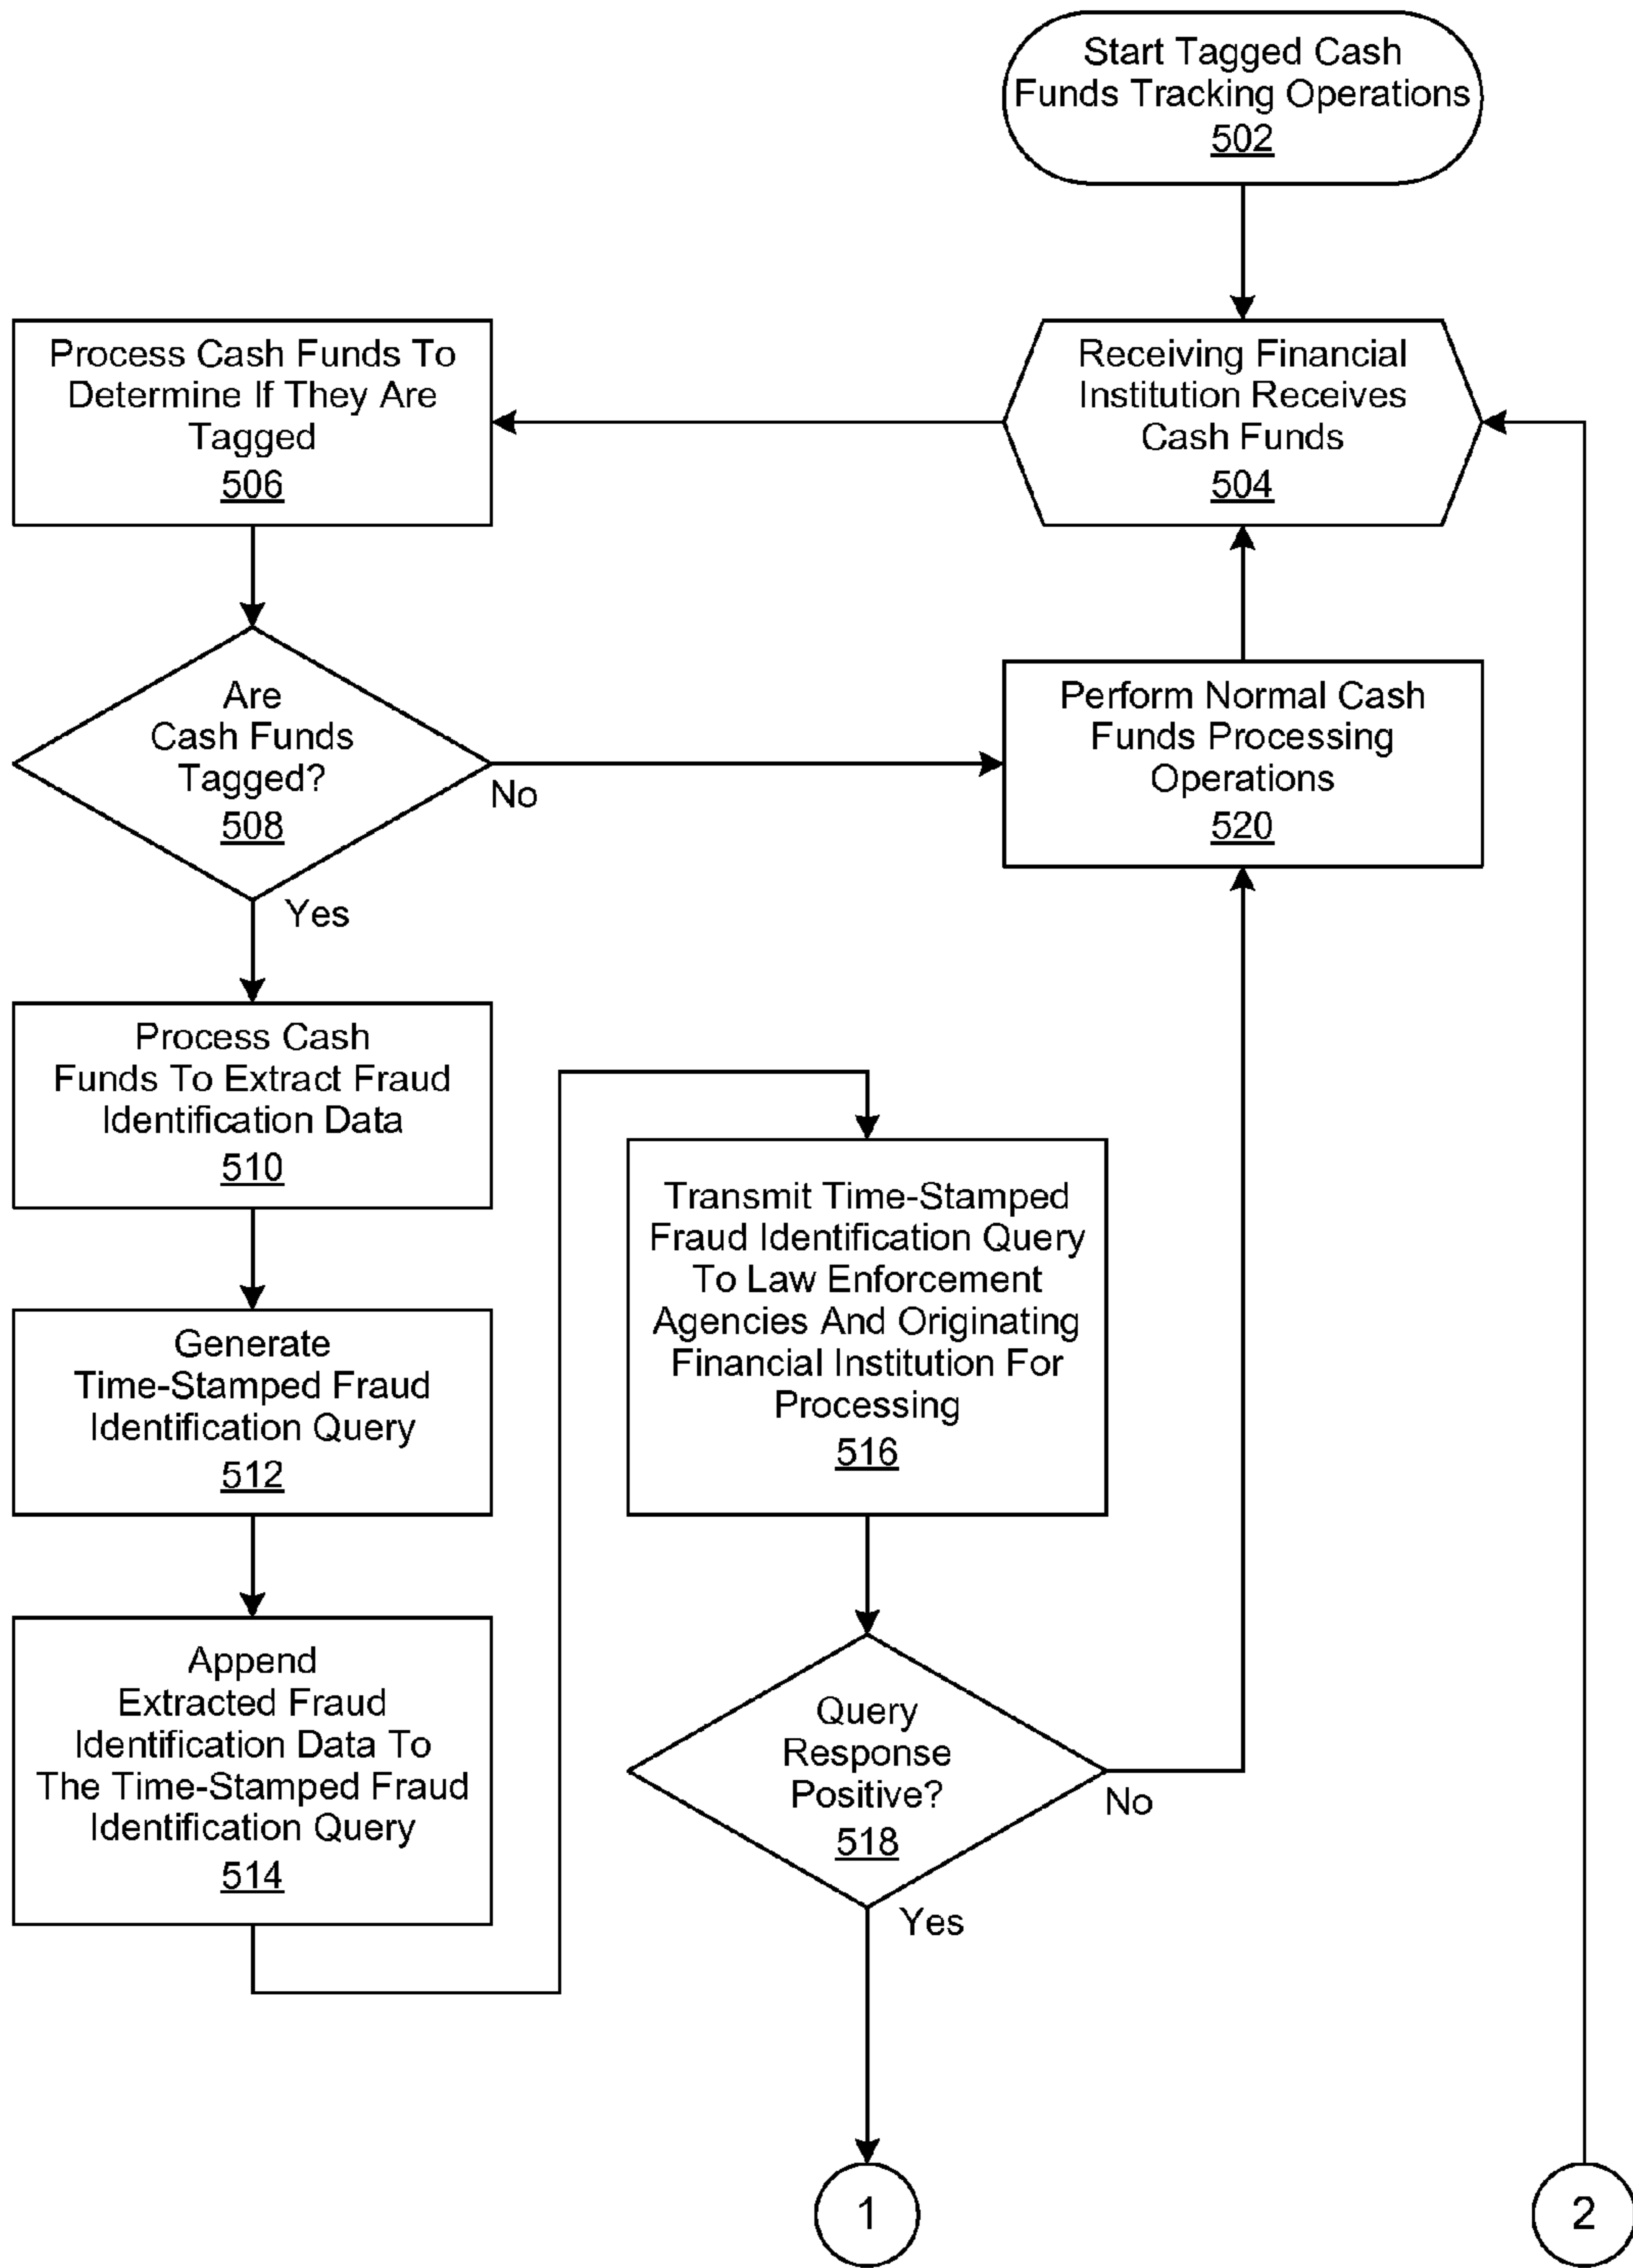 Start Tagged Cash
Funds Tracking Operations
502
Receiving Financial
Institution Receives
Cash Funds
504
Process Cash Funds To
Determine If They Are
Tagged
506
Are
Cash Funds
Tagged?
508
No
Yes
Perform Normal Cash
Funds Processing
Operations
520
Process Cash
Funds To Extract Fraud
Identification Data
510
Generate
Time-Stamped Fraud
Identification Query
512
Append
Extracted Fraud
Identification Data To
The Time-Stamped Fraud
Identification Query
514
Transmit Time-Stamped
Fraud Identification Query
To Law Enforcement
Agencies And Originating
Financial Institution For
Processing
516
Query
Response
Positive?
518
No
Yes
1
2